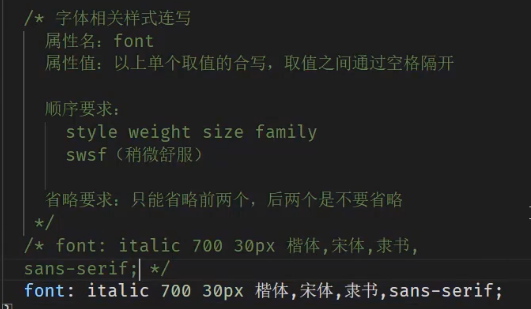 /* 字体相关样式连写
属性名：font
属性值：以上单个取值的合写，取值之间通过空格隔开
顺序要求：
style weight size family
swsf（稍微舒服）
省略要求：只能省略前两个，后两个是不要省略
*/
/* font: italic 700 30px 楷体,宋体,隶书,
sans-serif; */
font: italic 700 30px 楷体,宋体,隶书,sans-serif;
}